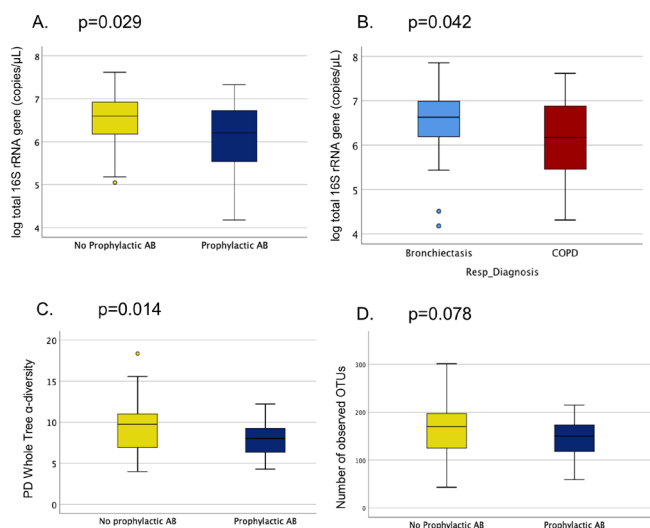 A. p=0.029
log total 16S rRNA gene (copies/μL)
8
7
6
5
4
No Prophylactic AB Prophylactic AB
B. p=0.042
log total 16S rRNA gene (copies/μL)
8
7
6
5
4
Bronchiectasis COPD
Resp_Diagnosis
C. p=0.014
PD Whole Tree α-diversity
20
15
10
5
0
No prophylactic AB Prophylactic AB
D. p=0.078
Number of observed OTUs
300
200
100
0
No Prophylactic AB Prophylactic AB